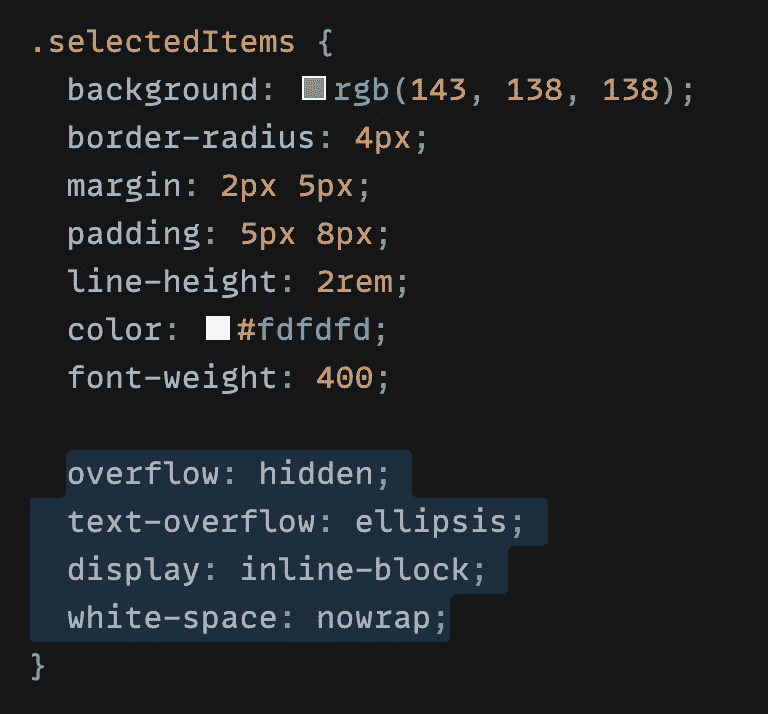 .selectedItems {
background: rgb(143, 138, 138);
border-radius: 4px;
margin: 2px 5px;
padding: 5px 8px;
line-height: 2rem;
color: #fdfdfd;
font-weight: 400;
overflow: hidden;
text-overflow: ellipsis;
display: inline-block;
white-space: nowrap;
}